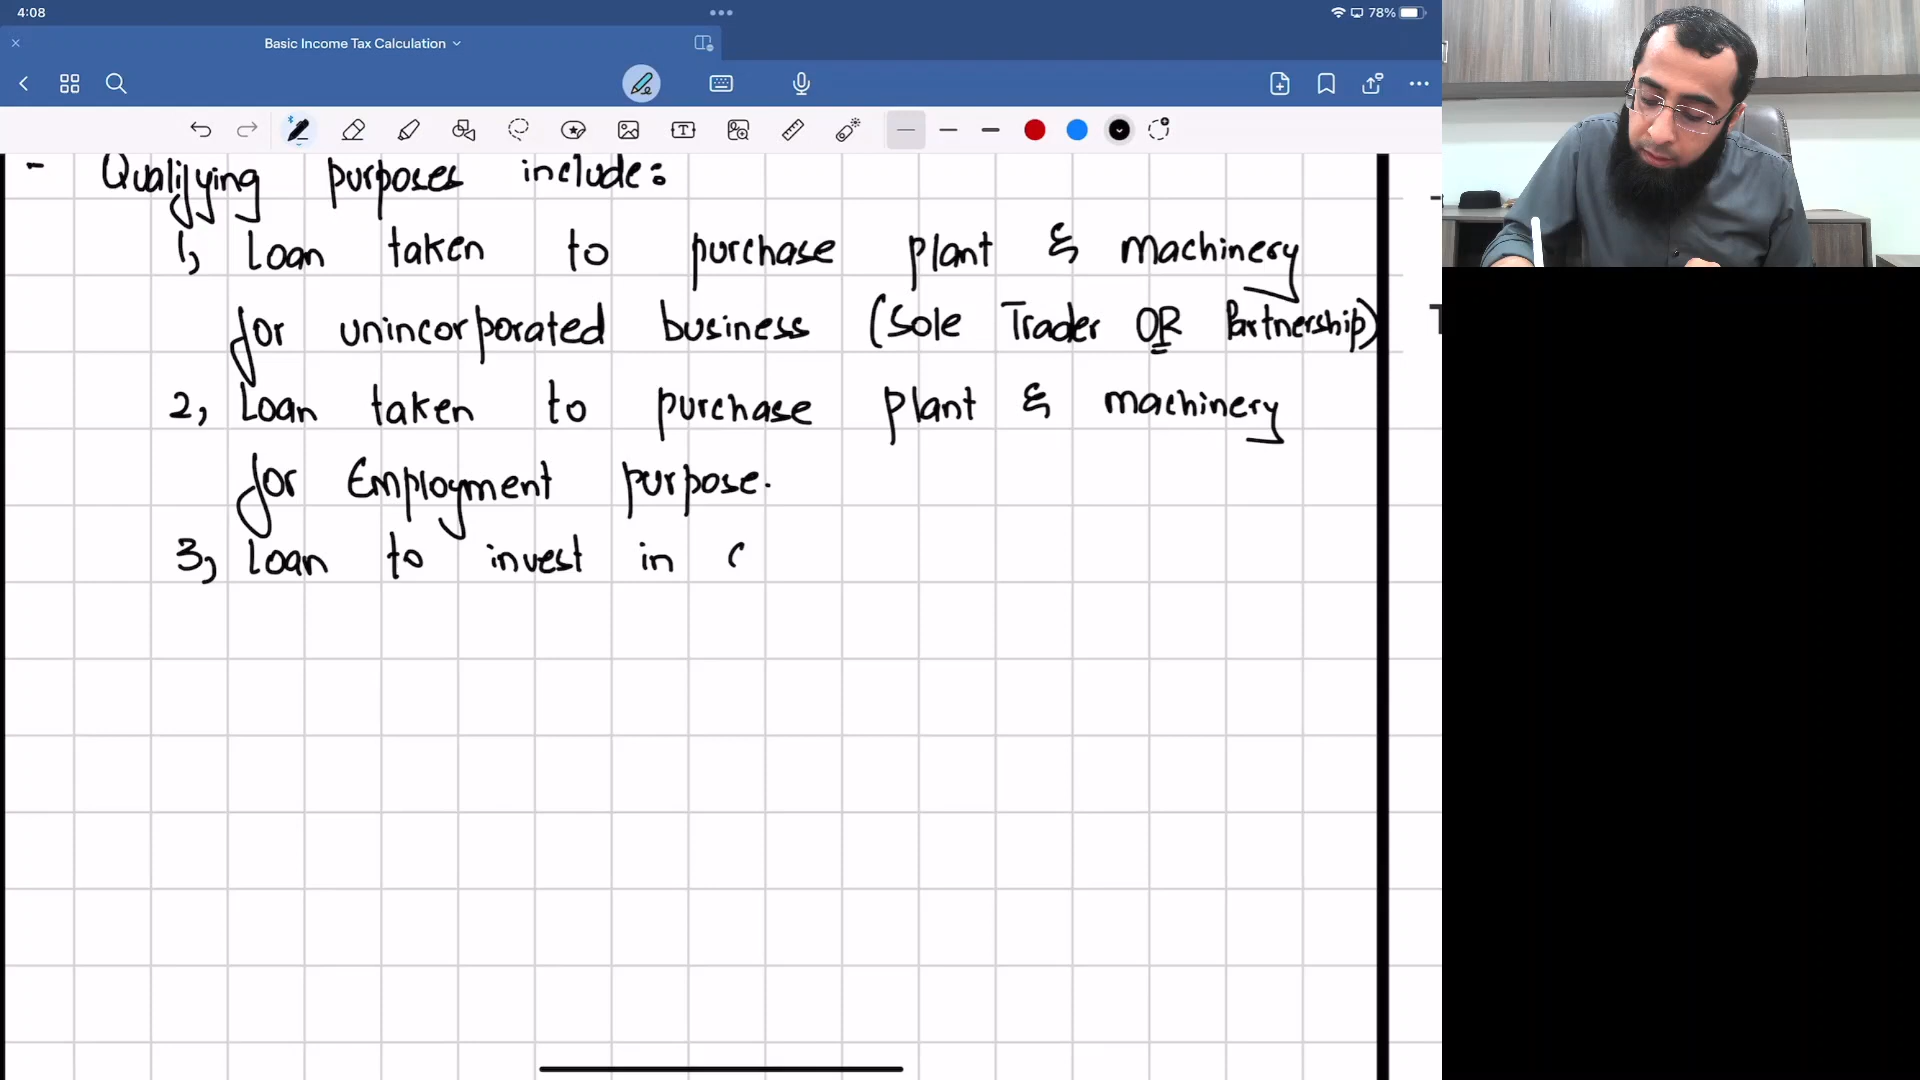 4:08
78%
Basic Income Tax Calculation
- Qualifying purposes include:
1, Loan taken to purchase plant & machinery
for unincorporated business (Sole Trader OR Partnership)
2, Loan taken to purchase plant & machinery
for Employment purpose.
3, Loan to invest in